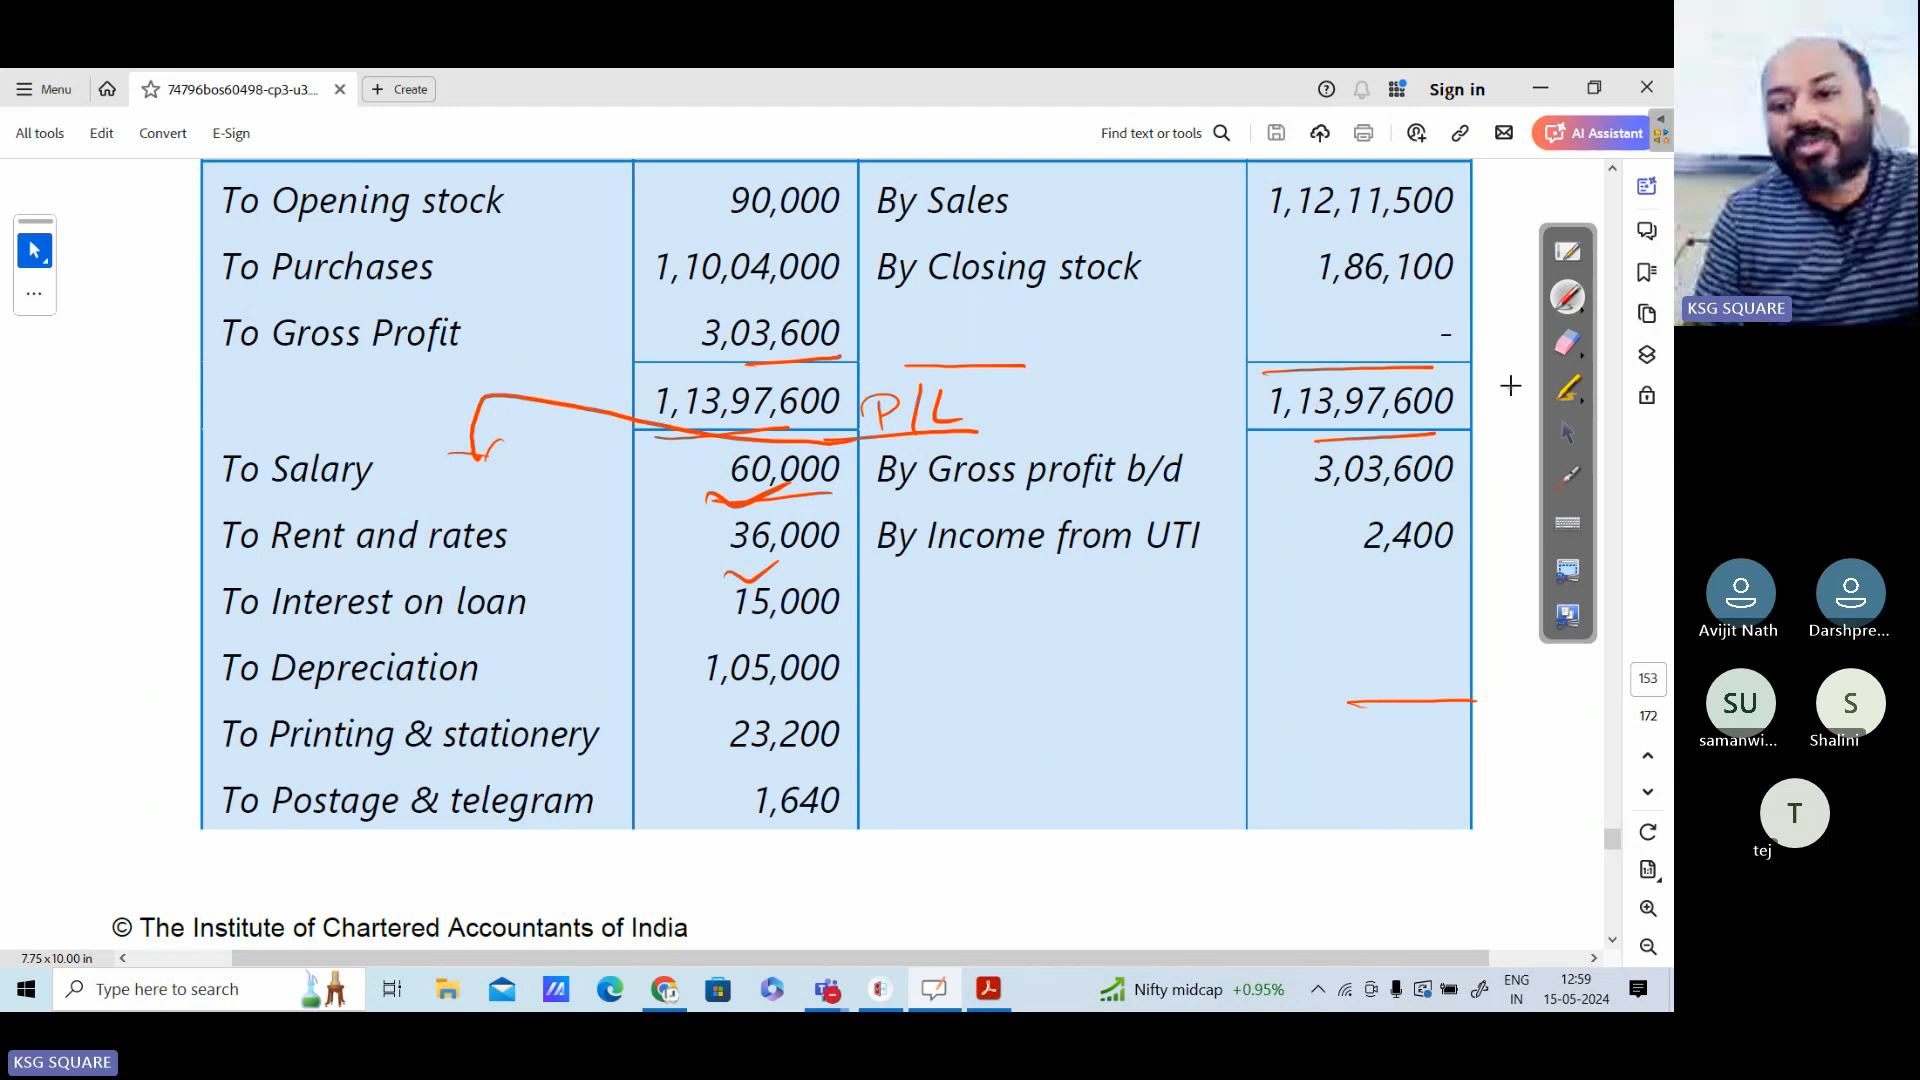 Menu 74796bos60498-cp3-u3.... Create Sign in
All tools Edit Convert E-Sign Find text or tools AI Assistant
To Opening stock 90,000 By Sales 1,12,11,500
To Purchases 1,10,04,000 By Closing stock 1,86,100
To Gross Profit 3,03,600 -
1,13,97,600 P/L 1,13,97,600
To Salary 60,000 By Gross profit b/d 3,03,600
To Rent and rates 36,000 By Income from UTI 2,400
To Interest on loan 15,000
To Depreciation 1,05,000
To Printing & stationery 23,200
To Postage & telegram 1,640
© The Institute of Chartered Accountants of India
7.75 x 10.00 in
153
172
KSG SQUARE
Avijit Nath Darshpre...
SU S
samanwi... Shalini
T
tej
Type here to search Nifty midcap +0.95% ENG IN 12:59 15-05-2024
KSG SQUARE